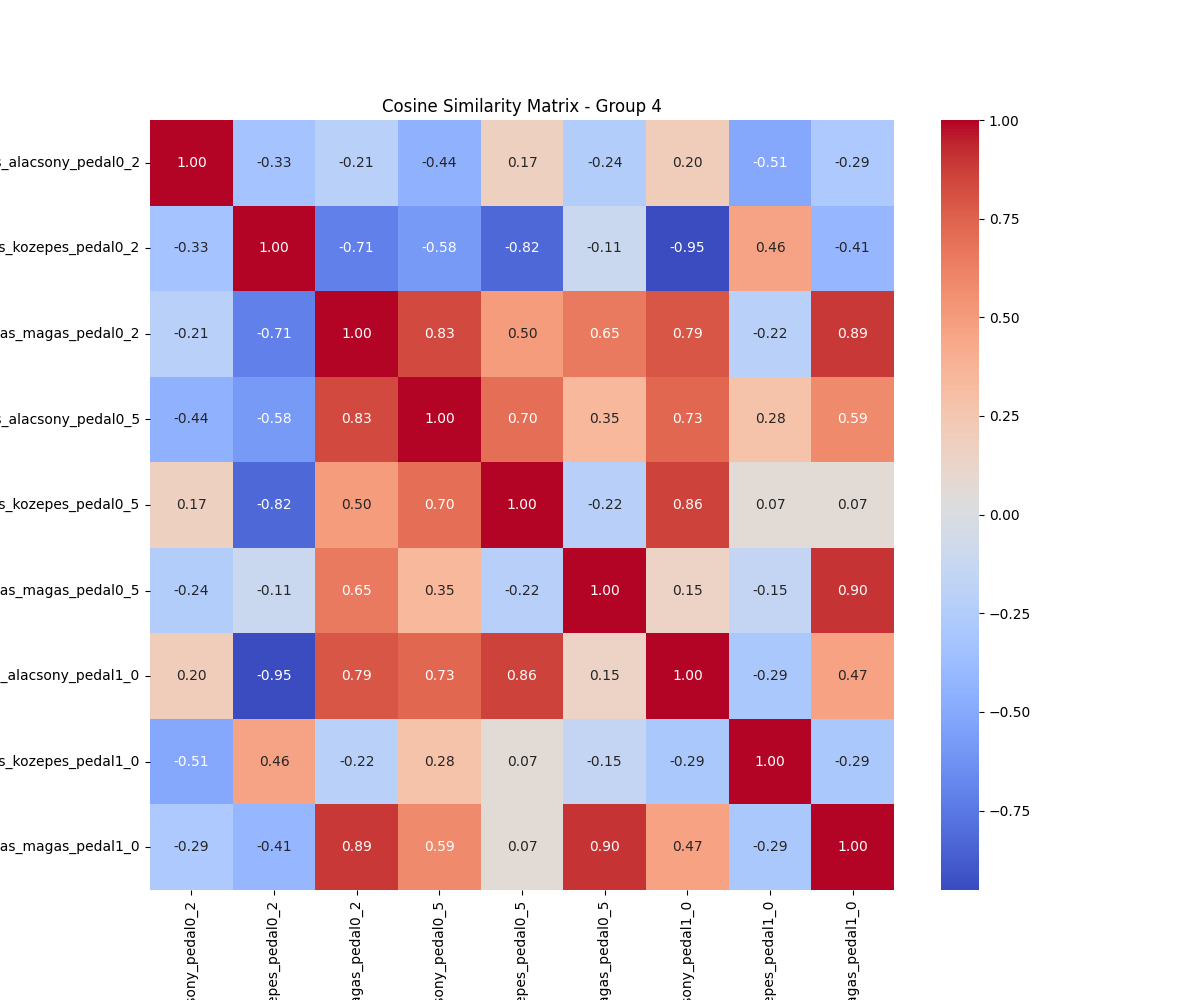 Cosine Similarity Matrix - Group 4
s_alacsony_pedal0_2 1.00 -0.33 -0.21 -0.44 0.17 -0.24 0.20 -0.51 -0.29
s_kozepes_pedal0_2 -0.33 1.00 -0.71 -0.58 -0.82 -0.11 -0.95 0.46 -0.41
as_magas_pedal0_2 -0.21 -0.71 1.00 0.83 0.50 0.65 0.79 -0.22 0.89
s_alacsony_pedal0_5 -0.44 -0.58 0.83 1.00 0.70 0.35 0.73 0.28 0.59
s_kozepes_pedal0_5 0.17 -0.82 0.50 0.70 1.00 -0.22 0.86 0.07 0.07
as_magas_pedal0_5 -0.24 -0.11 0.65 0.35 -0.22 1.00 0.15 -0.15 0.90
_alacsony_pedal1_0 0.20 -0.95 0.79 0.73 0.86 0.15 1.00 -0.29 0.47
s_kozepes_pedal1_0 -0.51 0.46 -0.22 0.28 0.07 -0.15 -0.29 1.00 -0.29
as_magas_pedal1_0 -0.29 -0.41 0.89 0.59 0.07 0.90 0.47 -0.29 1.00
sony_pedal0_2
epes_pedal0_2
agas_pedal0_2
sony_pedal0_5
epes_pedal0_5
agas_pedal0_5
sony_pedal1_0
epes_pedal1_0
agas_pedal1_0
1.00
0.75
0.50
0.25
0.00
−0.25
−0.50
−0.75